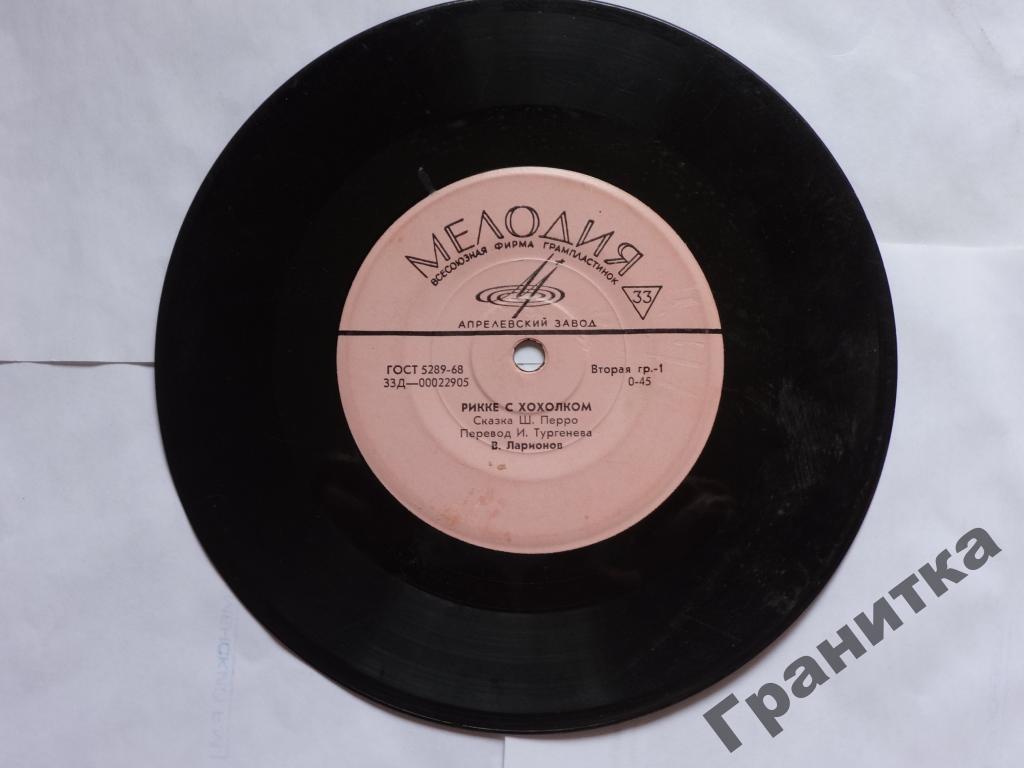 МЕЛОДИЯ
ВСЕСОЮЗНАЯ ФИРМА ГРАМПЛАСТИНОК
33
АПРЕЛЕВСКИЙ ЗАВОД
ГОСТ 5289-68 Вторая гр.-1
33Д—00022905 0-45
РИККЕ С ХОХОЛКОМ
Сказка Ш. Перро
Перевод И. Тургенева
В. Ларионов
Гранитка